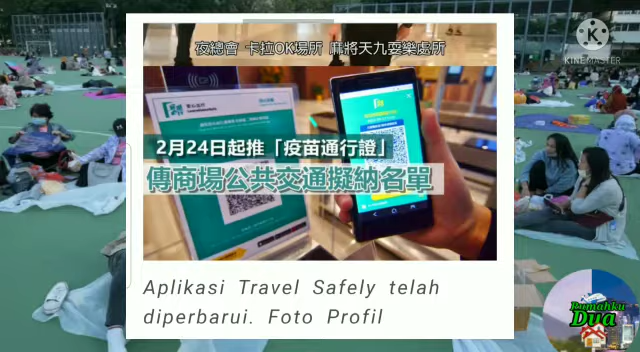 夜總會 卡拉OK場所 麻將天九耍樂處所
KINEMASTER
2月24日起推「疫苗通行證」
傳商場公共交通擬納名單
Aplikasi Travel Safely telah
diperbarui. Foto Profil
Rumahku
Dua